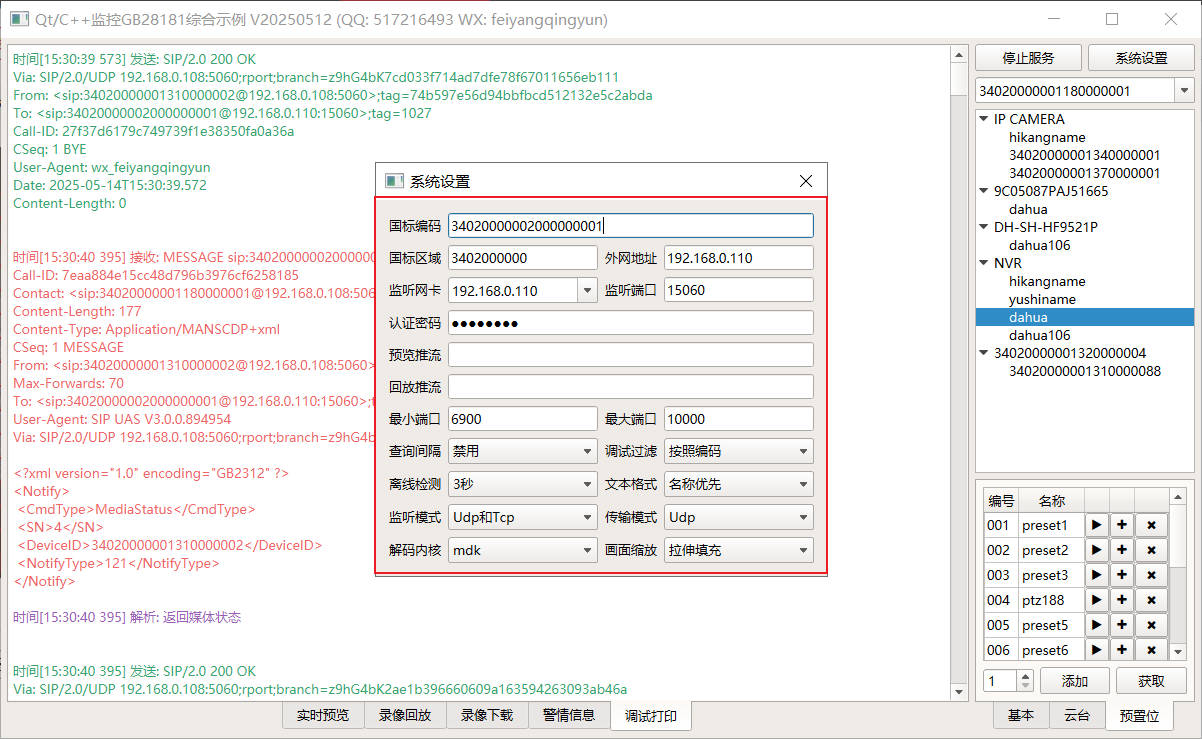 Qt/C++监控GB28181综合示例 V20250512 (QQ: 517216493 WX: feiyangqingyun)
时间[15:30:39 573] 发送: SIP/2.0 200 OK
Via: SIP/2.0/UDP 192.168.0.108:5060;rport;branch=z9hG4bK7cd033f714ad7dfe78f67011656eb111
From: <sip:34020000001310000002@192.168.0.108:5060>;tag=74b597e56d94bbfbcd512132e5c2abda
To: <sip:34020000002000000001@192.168.0.110:15060>;tag=1027
Call-ID: 27f37d6179c749739f1e38350fa0a36a
CSeq: 1 BYE
User-Agent: wx_feiyangqingyun
Date: 2025-05-14T15:30:39.572
Content-Length: 0
时间[15:30:40 395] 接收: MESSAGE sip:34020000002000000
Call-ID: 7eaa884e15cc48d796b3976cf6258185
Contact: <sip:34020000001180000001@192.168.0.108:506
Content-Length: 177
Content-Type: Application/MANSCDP+xml
CSeq: 1 MESSAGE
From: <sip:34020000001310000002@192.168.0.108:5060>
Max-Forwards: 70
To: <sip:34020000002000000001@192.168.0.110:15060>;t
User-Agent: SIP UAS V3.0.0.894954
Via: SIP/2.0/UDP 192.168.0.108:5060;rport;branch=z9hG4b
<?xml version="1.0" encoding="GB2312" ?>
<Notify>
<CmdType>MediaStatus</CmdType>
<SN>4</SN>
<DeviceID>34020000001310000002</DeviceID>
<NotifyType>121</NotifyType>
</Notify>
时间[15:30:40 395] 解析: 返回媒体状态
时间[15:30:40 395] 发送: SIP/2.0 200 OK
Via: SIP/2.0/UDP 192.168.0.108:5060;rport;branch=z9hG4bK2ae1b396660609a163594263093ab46a
实时预览 录像回放 录像下载 警情信息 调试打印
系统设置
国标编码 34020000002000000001
国标区域 3402000000 外网地址 192.168.0.110
监听网卡 192.168.0.110 监听端口 15060
认证密码 ●●●●●●●●
预览推流
回放推流
最小端口 6900 最大端口 10000
查询间隔 禁用 调试过滤 按照编码
离线检测 3秒 文本格式 名称优先
监听模式 Udp和Tcp 传输模式 Udp
解码内核 mdk 画面缩放 拉伸填充
停止服务 系统设置
34020000001180000001
IP CAMERA
hikangname
34020000001340000001
34020000001370000001
9C05087PAJ51665
dahua
DH-SH-HF9521P
dahua106
NVR
hikangname
yushiname
dahua
dahua106
34020000001320000004
34020000001310000088
编号 名称
001 preset1
002 preset2
003 preset3
004 ptz188
005 preset5
006 preset6
1 添加 获取
基本 云台 预置位